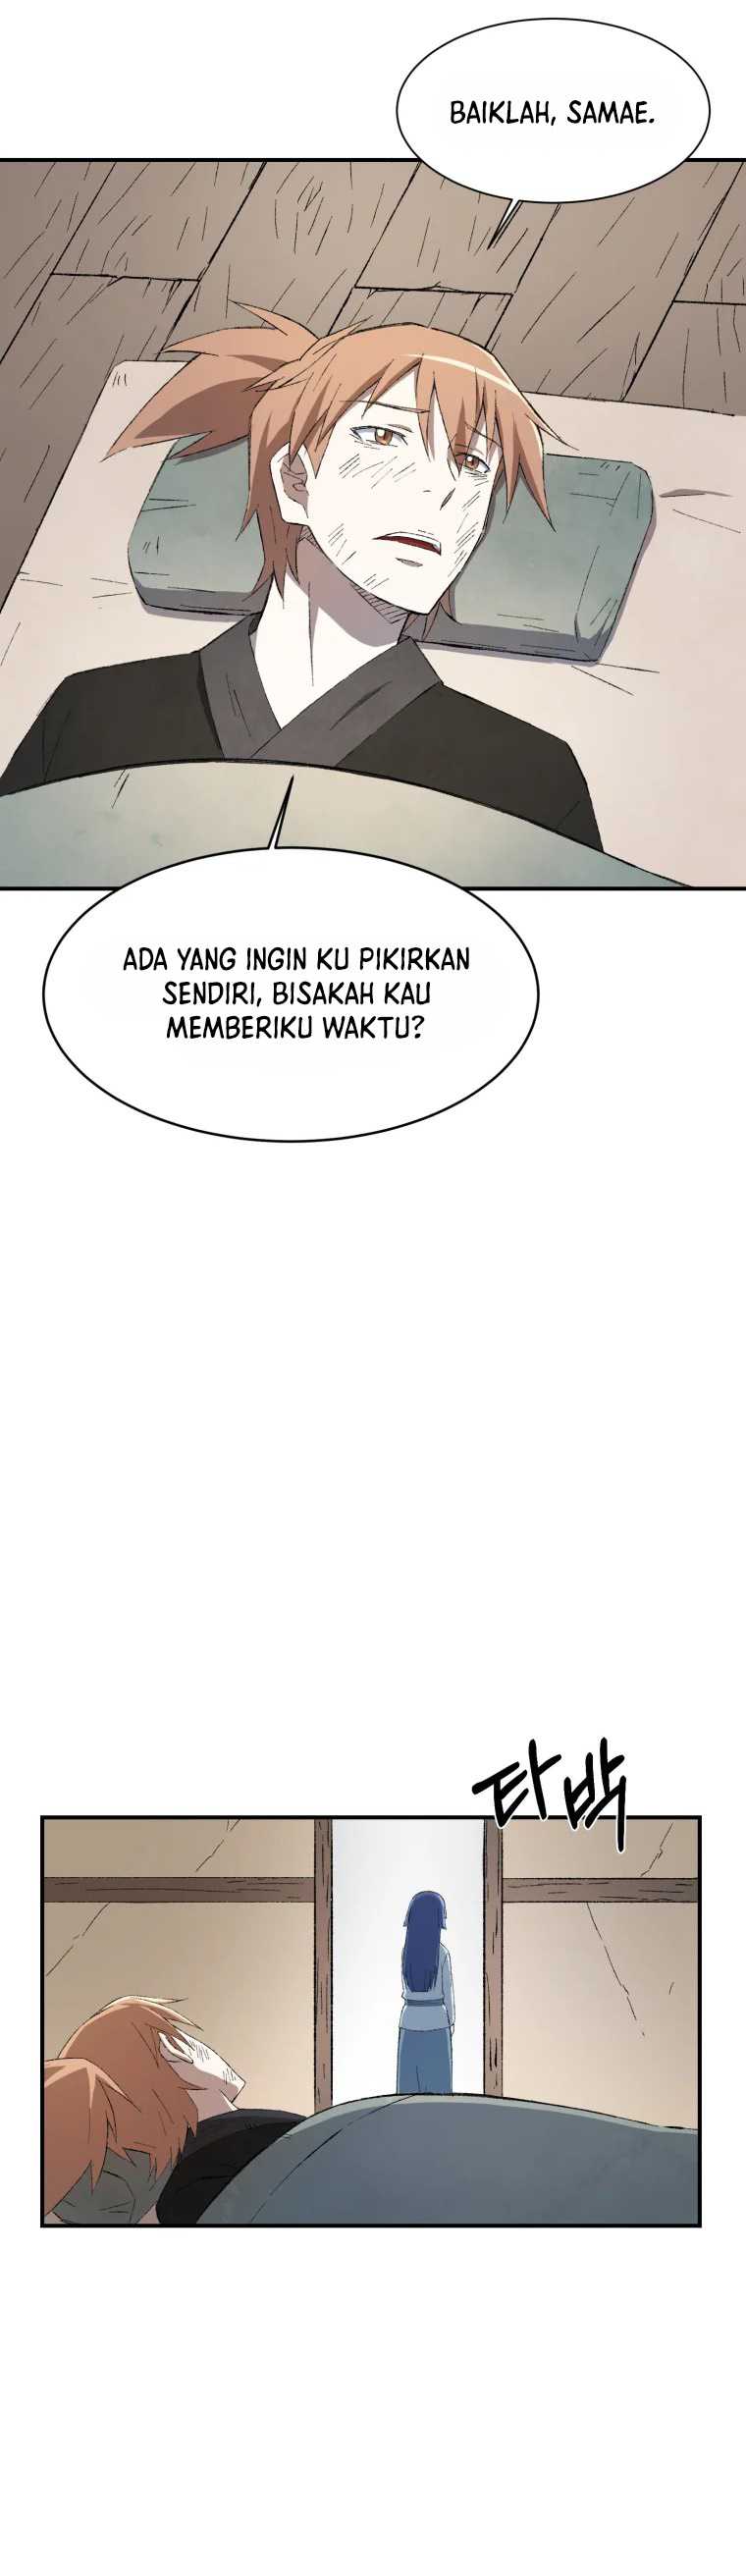 BAIKLAH, SAMAE.
ADA YANG INGIN KU PIKIRKAN
SENDIRI, BISAKAH KAU
MEMBERIKU WAKTU?
타박